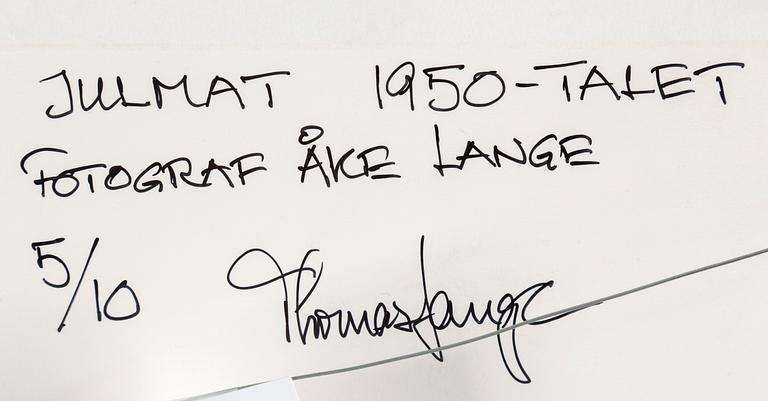 JULMAT 1950-TALET
FOTOGRAF ÅKE LANGE
5/10 Thomas Lange